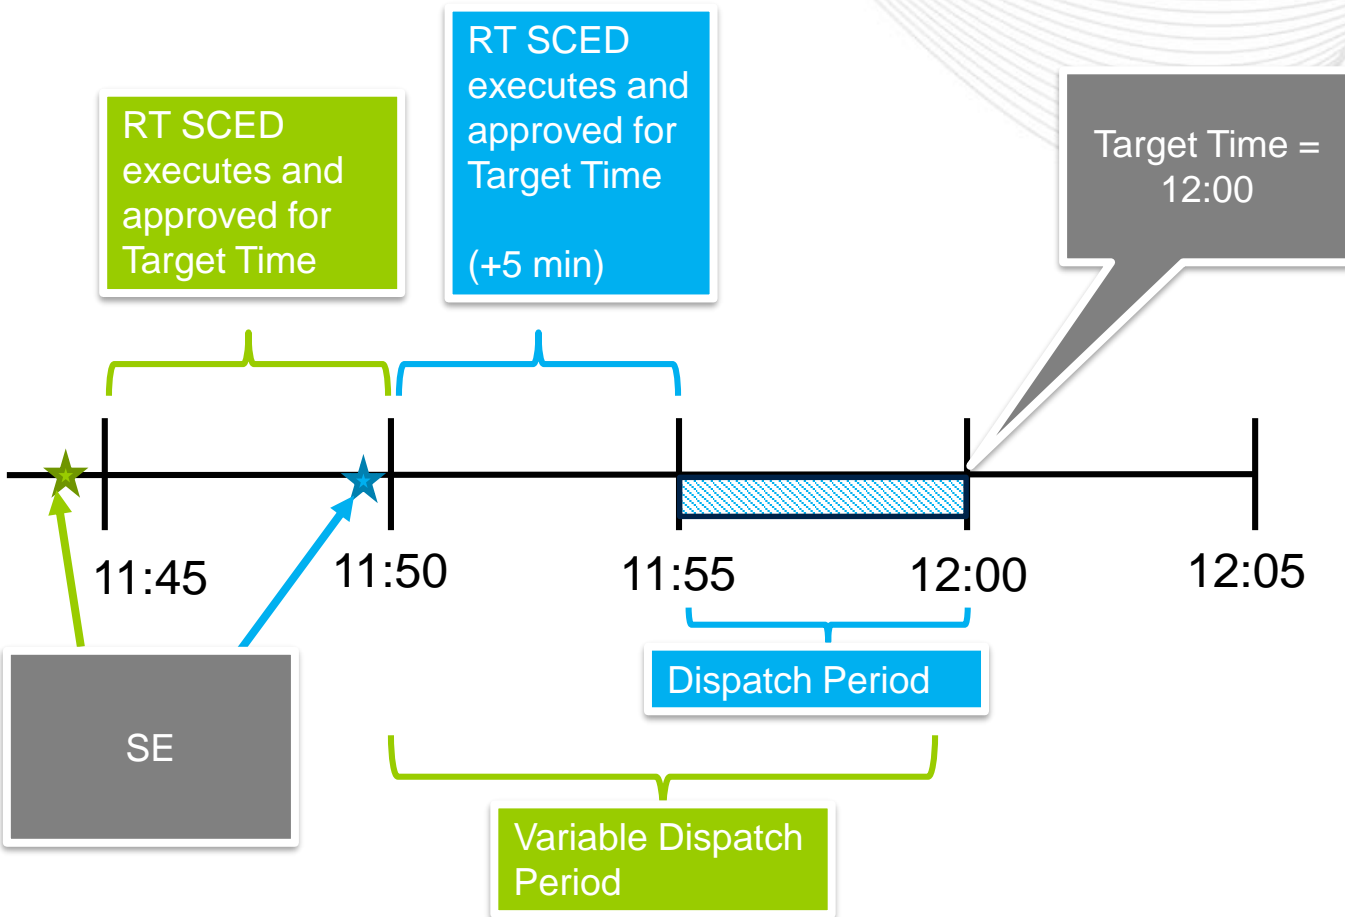 RT SCED
executes and
approved for
Target Time
RT SCED
executes and
approved for
Target Time
(+5 min)
Target Time =
12:00
11:45
11:50
11:55
12:00
12:05
Dispatch Period
SE
Variable Dispatch
Period